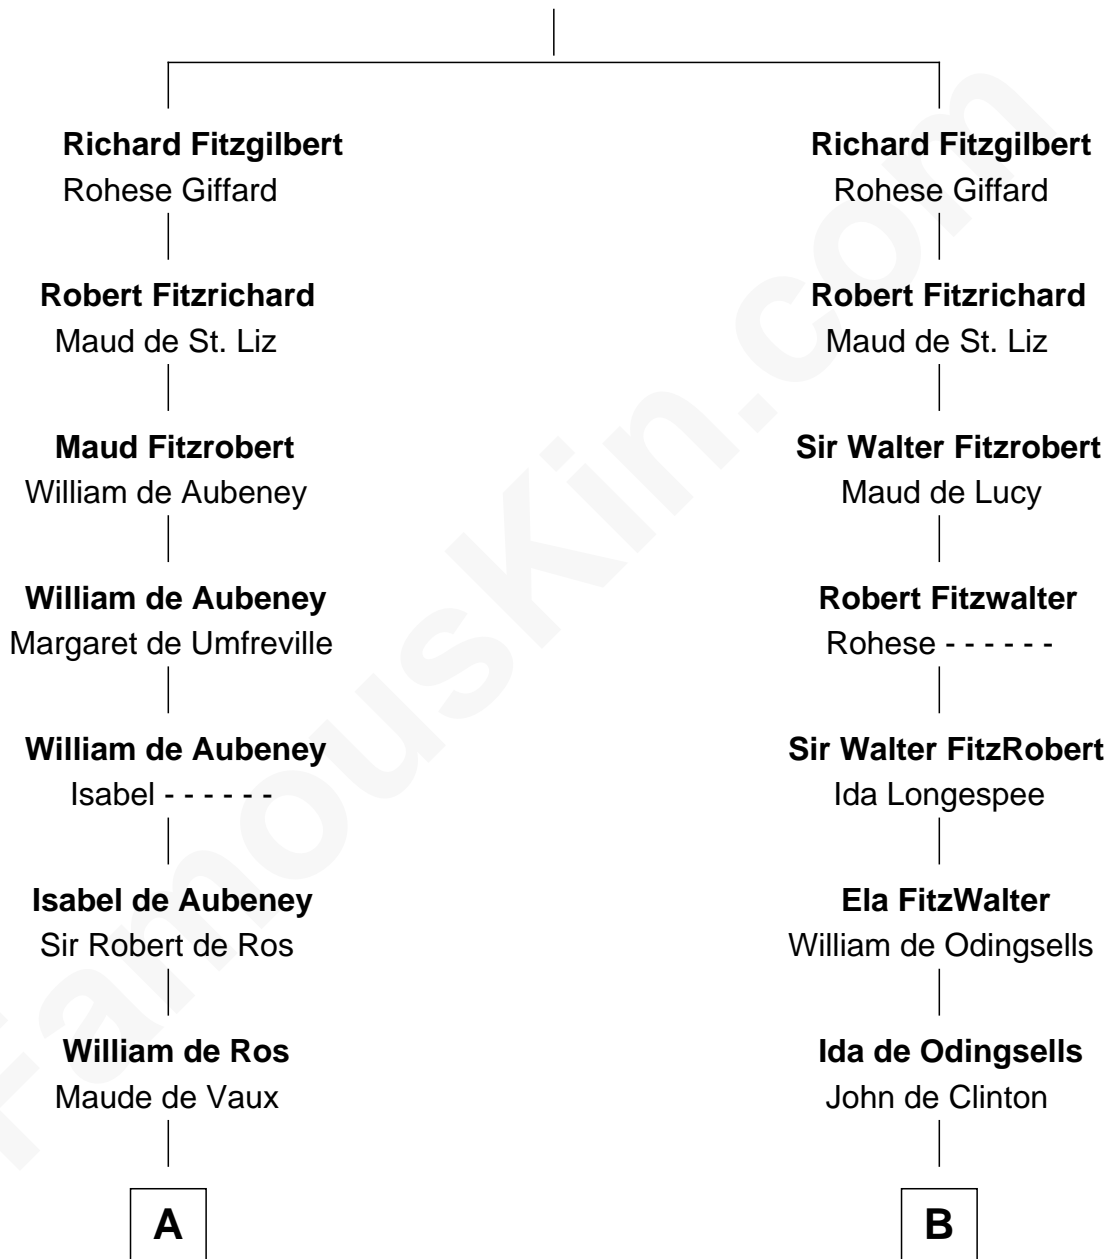 Richard Fitzgilbert
Rohese Giffard
Robert Fitzrichard
Maud de St. Liz
Maud Fitzrobert
William de Aubeney
William de Aubeney
Margaret de Umfreville
William de Aubeney
Isabel - - - - - -
Isabel de Aubeney
Sir Robert de Ros
William de Ros
Maude de Vaux
A
Richard Fitzgilbert
Rohese Giffard
Robert Fitzrichard
Maud de St. Liz
Sir Walter Fitzrobert
Maud de Lucy
Robert Fitzwalter
Rohese - - - - - -
Sir Walter FitzRobert
Ida Longespee
Ela FitzWalter
William de Odingsells
Ida de Odingsells
John de Clinton
B
FamousKin.com